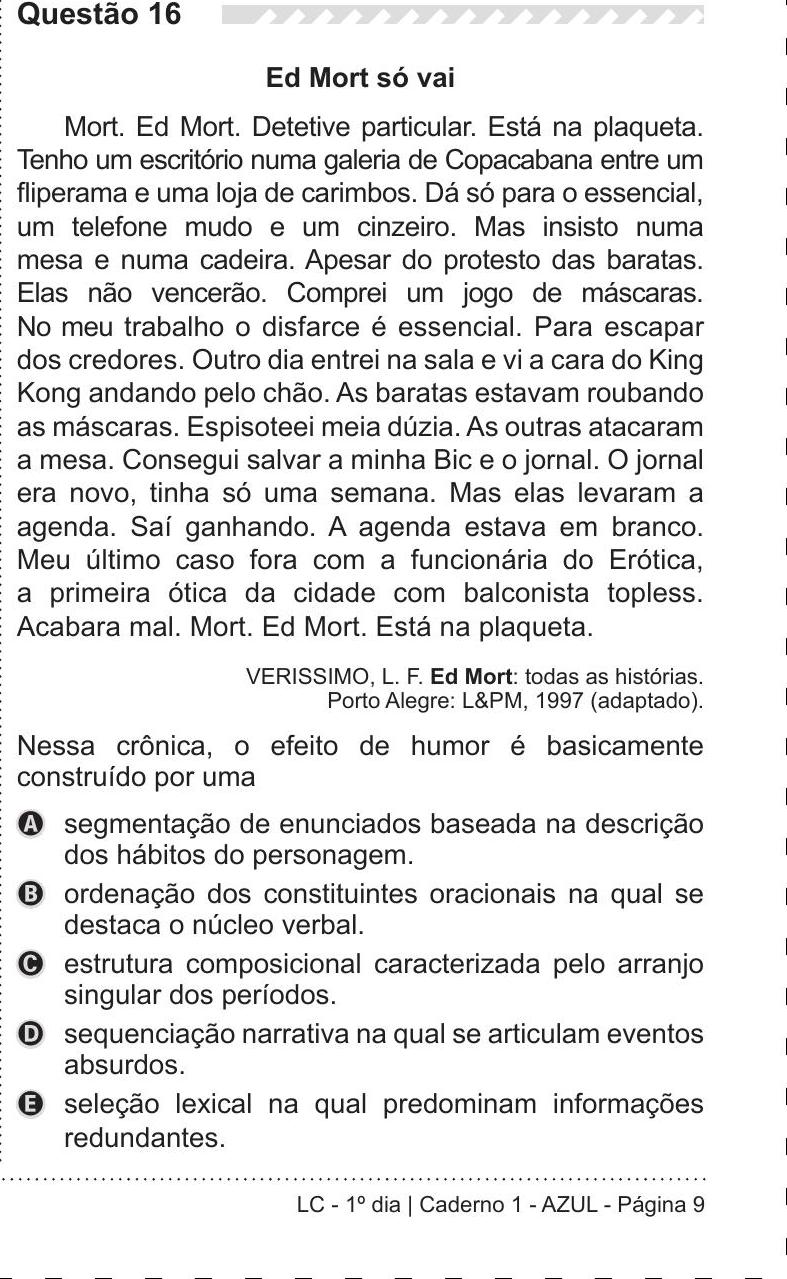 Questão 16
Ed Mort só vai
Mort. Ed Mort. Detetive particular. Está na plaqueta.
Tenho um escritório numa galeria de Copacabana entre um
fliperama e uma loja de carimbos. Dá só para o essencial,
um telefone mudo e um cinzeiro. Mas insisto numa
mesa e numa cadeira. Apesar do protesto das baratas.
Elas não vencerão. Comprei um jogo de máscaras.
No meu trabalho o disfarce é essencial. Para escapar
dos credores. Outro dia entrei na sala e vi a cara do King
Kong andando pelo chão. As baratas estavam roubando
as máscaras. Espisoteei meia dúzia. As outras atacaram
a mesa. Consegui salvar a minha Bic e o jornal. O jornal
era novo, tinha só uma semana. Mas elas levaram a
agenda. Saí ganhando. A agenda estava em branco.
Meu último caso fora com a funcionária do Erótica,
a primeira ótica da cidade com balconista topless.
Acabara mal. Mort. Ed Mort. Está na plaqueta.
VERISSIMO, L. F. Ed Mort: todas as histórias.
Porto Alegre: L&PM, 1997 (adaptado).
Nessa crônica, o efeito de humor é basicamente
construído por uma
A segmentação de enunciados baseada na descrição
dos hábitos do personagem.
B ordenação dos constituintes oracionais na qual se
destaca o núcleo verbal.
C estrutura composicional caracterizada pelo arranjo
singular dos períodos.
D sequenciação narrativa na qual se articulam eventos
absurdos.
E seleção lexical na qual predominam informações
redundantes.
LC - 1º dia | Caderno 1 - AZUL - Página 9